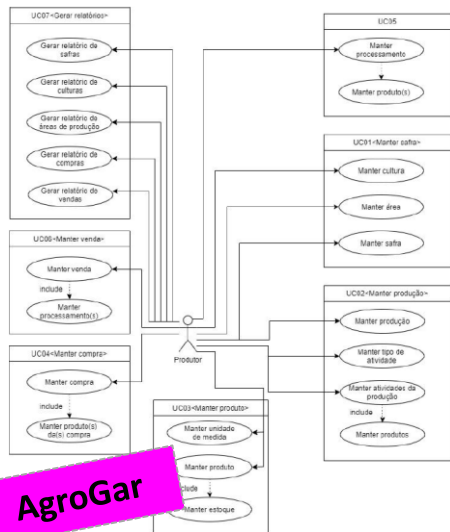 UC07<Gerar relatórios>
Gerar relatório de
safras
Gerar relatório de
culturas
Gerar relatório de
áreas de produção
Gerar relatório de
compras
Gerar relatório de
vendas
UC05
Manter
processamento
Manter produto(s)
UC01<Manter safra>
Manter cultura
Manter área
Manter safra
UC06<Manter venda>
Manter venda
include
Manter
processamento(s)
Produtor
UC02<Manter produção>
Manter produção
Manter tipo de
atividade
Manter atividades da
produção
include
Manter produtos
UC04<Manter compra>
Manter compra
include
Manter produto(s)
da(s) compra
UC03<Manter produto>
Manter unidade
de medida
Manter produto
Manter estoque
AgroGar